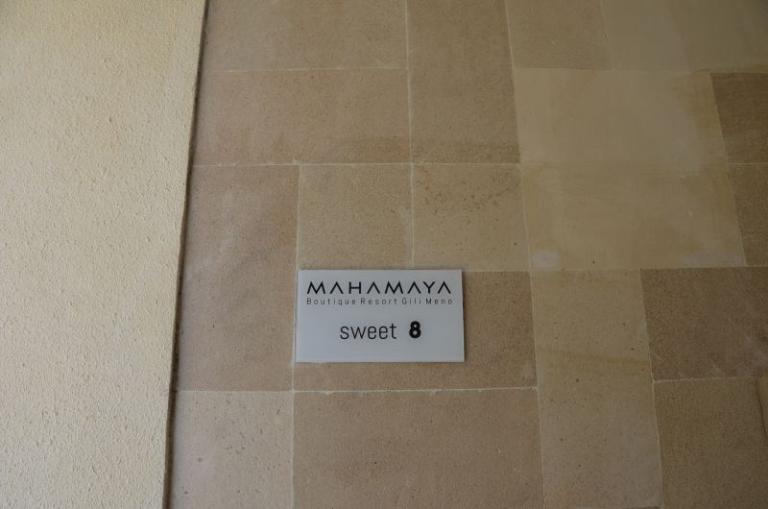 MAHAMAYA
Boutique Resort Gili Meno
sweet 8